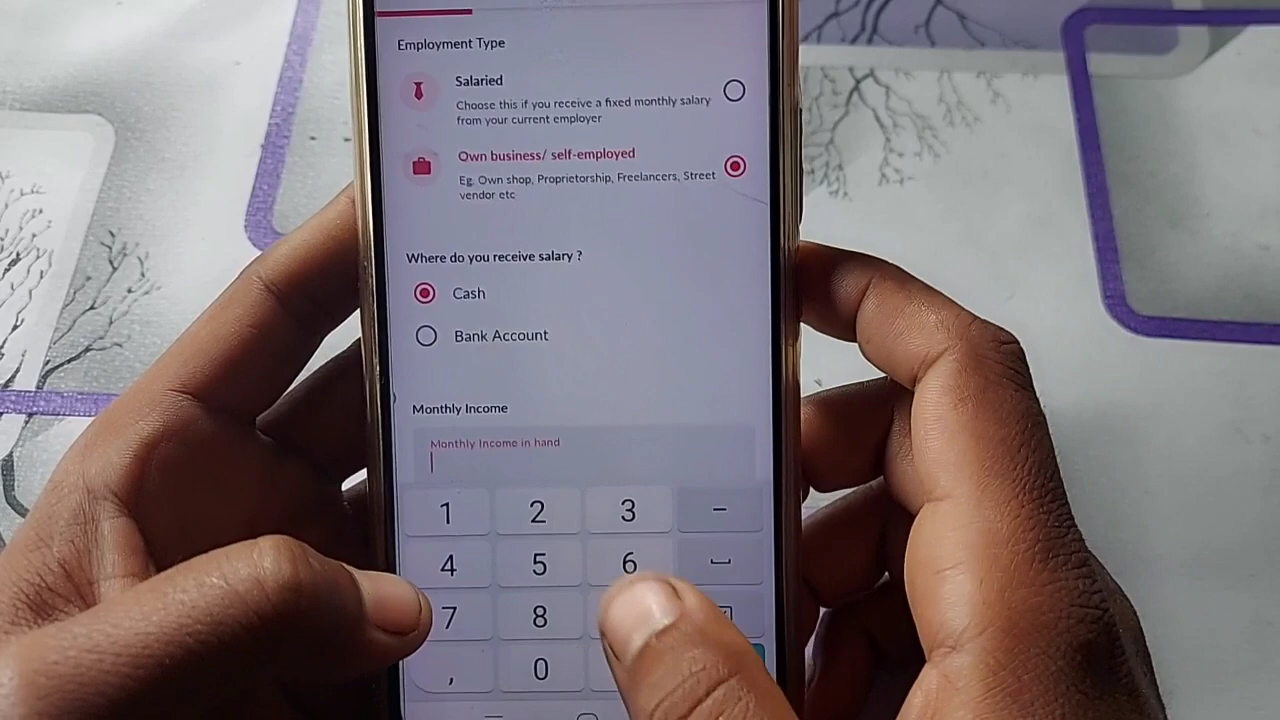 Employment Type
Salaried
Choose this if you receive a fixed monthly salary
from your current employer
Own business/ self-employed
Eg. Own shop, Proprietorship, Freelancers, Street
vendor etc
Where do you receive salary ?
Cash
Bank Account
Monthly Income
Monthly Income in hand
1 2 3 −
4 5 6
7 8
, 0